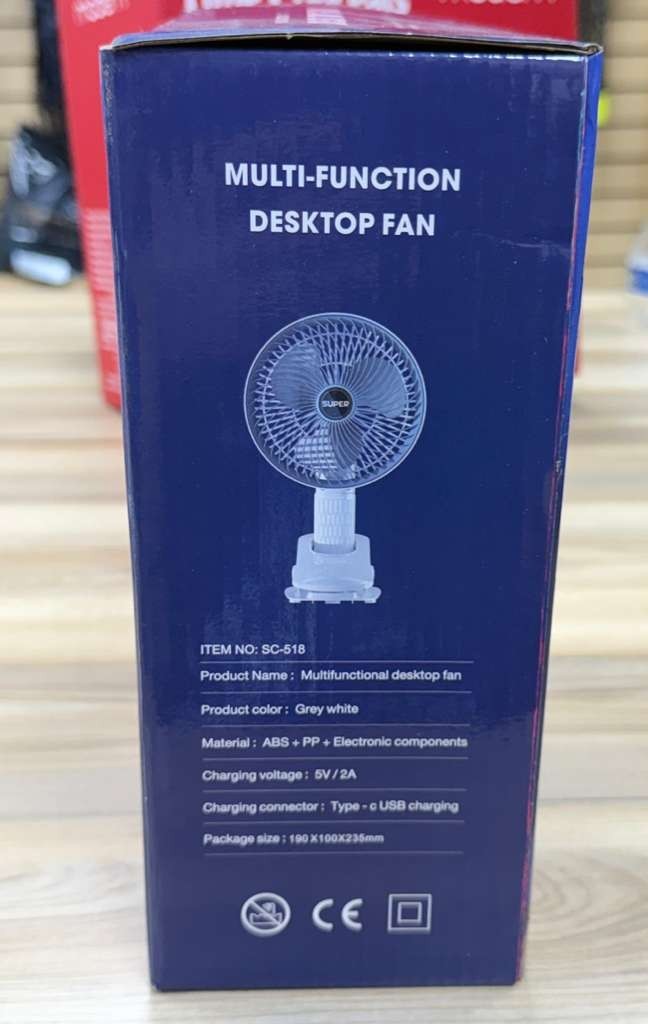 MULTI-FUNCTION
DESKTOP FAN
SUPER
ITEM NO: SC-518
Product Name : Multifunctional desktop fan
Product color : Grey white
Material : ABS + PP + Electronic components
Charging voltage : 5V / 2A
Charging connector : Type - c USB charging
Package size : 190 X100X235mm
CE